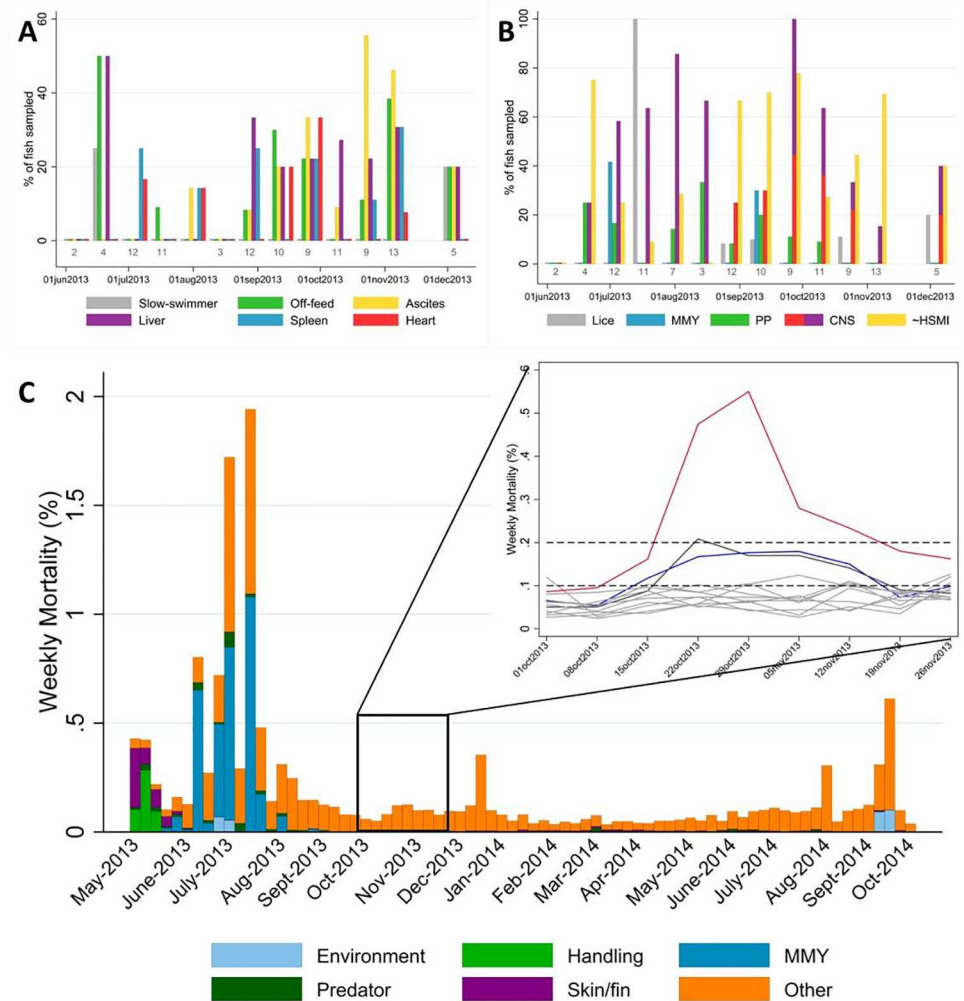 A
% of fish sampled
60
40
20
0
2 4 12 11 3 12 10 9 11 9 13 5
01jun2013 01jul2013 01aug2013 01sep2013 01oct2013 01nov2013 01dec2013
Slow-swimmer Off-feed Ascites
Liver Spleen Heart
B
% of fish sampled
100
80
60
40
20
0
2 4 12 11 7 3 12 10 9 11 9 13 5
01jun2013 01jul2013 01aug2013 01sep2013 01oct2013 01nov2013 01dec2013
Lice MMY PP CNS ~HSMI
C
Weekly Mortality (%)
2
1.5
1
.5
0
May-2013 June-2013 July-2013 Aug-2013 Sept-2013 Oct-2013 Nov-2013 Dec-2013 Jan-2014 Feb-2014 Mar-2014 Apr-2014 May-2014 June-2014 July-2014 Aug-2014 Sept-2014 Oct-2014
Weekly Mortality (%)
.6
.5
.4
.3
.2
.1
0
01oct2013 08oct2013 15oct2013 22oct2013 29oct2013 05nov2013 12nov2013 19nov2013 26nov2013
Environment Handling MMY
Predator Skin/fin Other